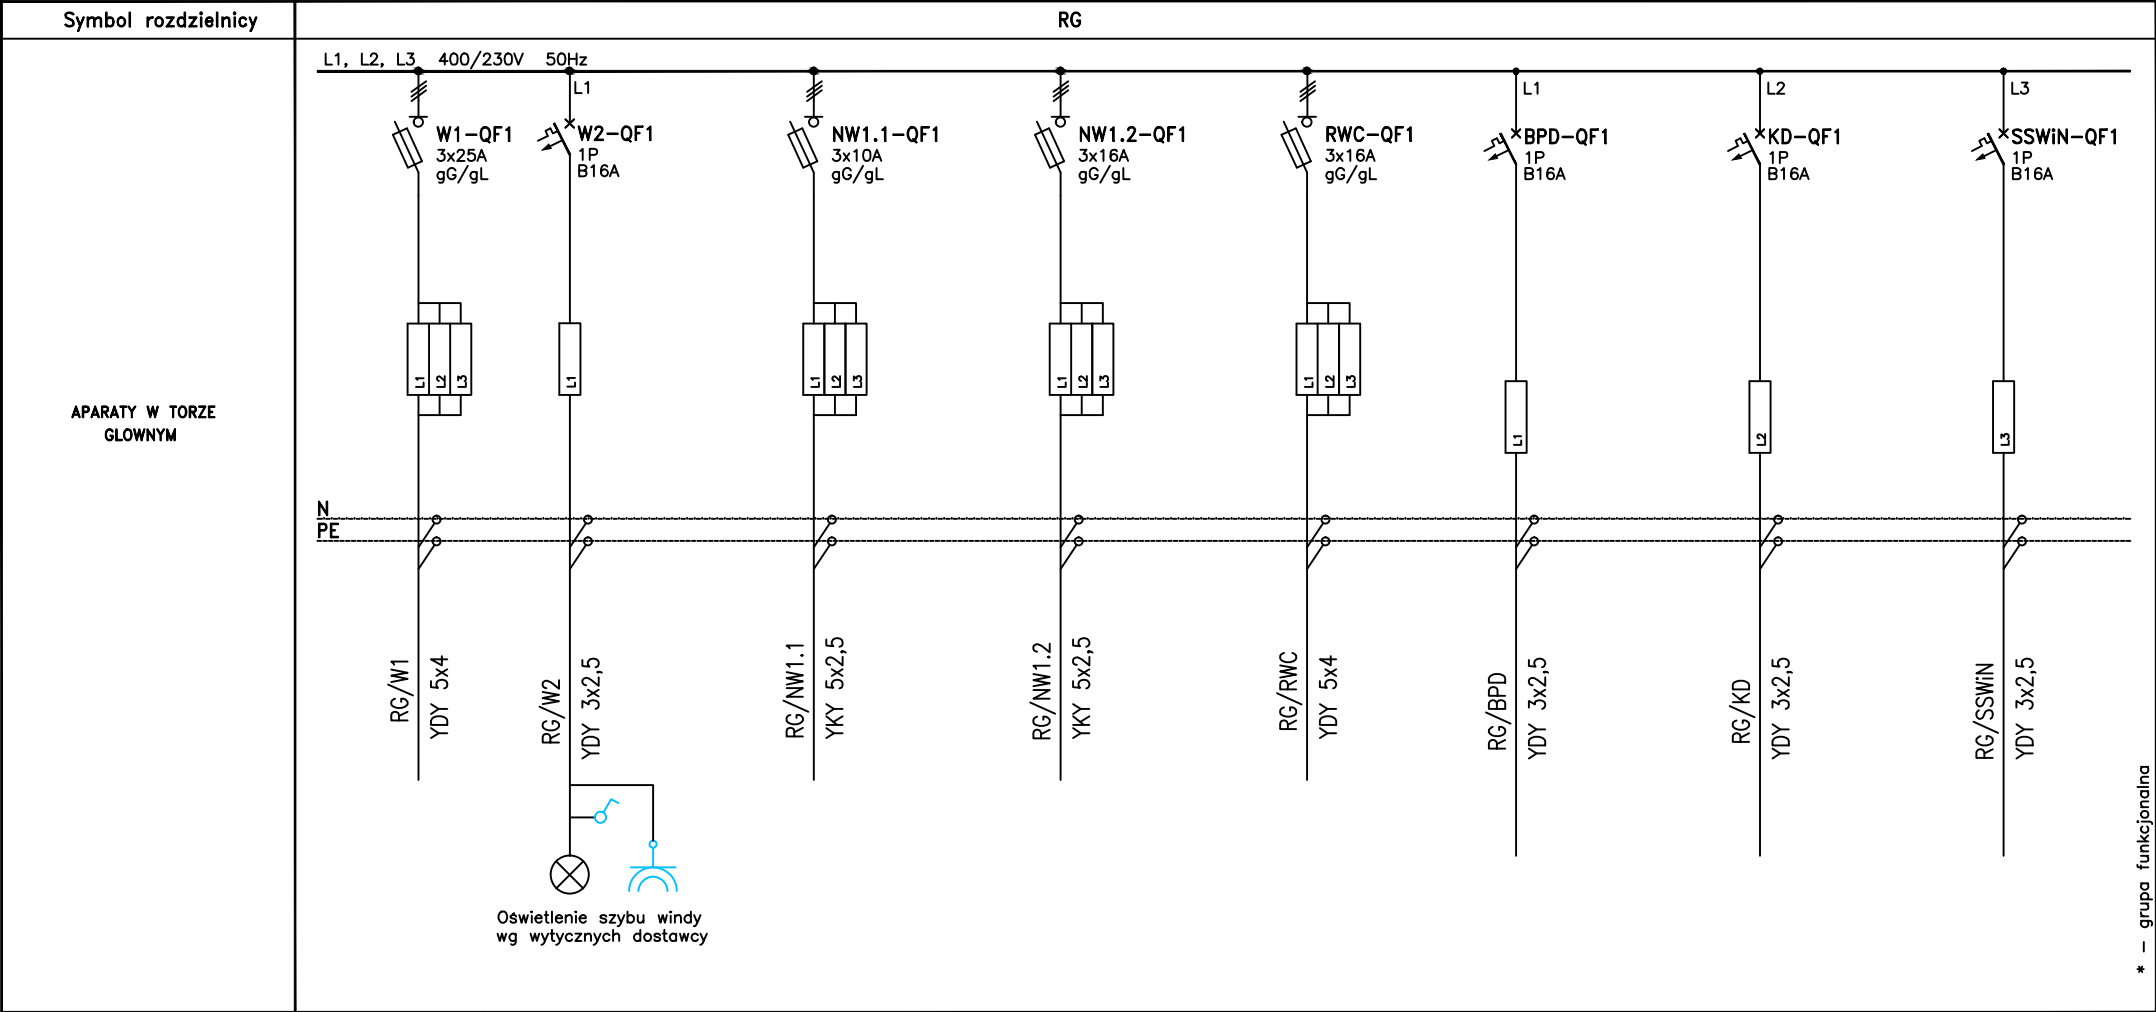 Symbol rozdzielnicy
RG
L1, L2, L3 400/230V 50Hz
APARATY W TORZE
GLOWNYM
W1-QF1
3x25A
gG/gL
L1
W2-QF1
1P
B16A
NW1.1-QF1
3x10A
gG/gL
NW1.2-QF1
3x16A
gG/gL
RWC-QF1
3x16A
gG/gL
L1
BPD-QF1
1P
B16A
L2
KD-QF1
1P
B16A
L3
SSWiN-QF1
1P
B16A
L1 L2 L3
L1
L1 L2 L3
L1 L2 L3
L1 L2 L3
L1
L2
L3
N
PE
RG/W1
YDY 5x4
RG/W2
YDY 3x2,5
RG/NW1.1
YKY 5x2,5
RG/NW1.2
YKY 5x2,5
RG/RWC
YDY 5x4
RG/BPD
YDY 3x2,5
RG/KD
YDY 3x2,5
RG/SSWiN
YDY 3x2,5
Oświetlenie szybu windy
wg wytycznych dostawcy
* - grupa funkcjonalna